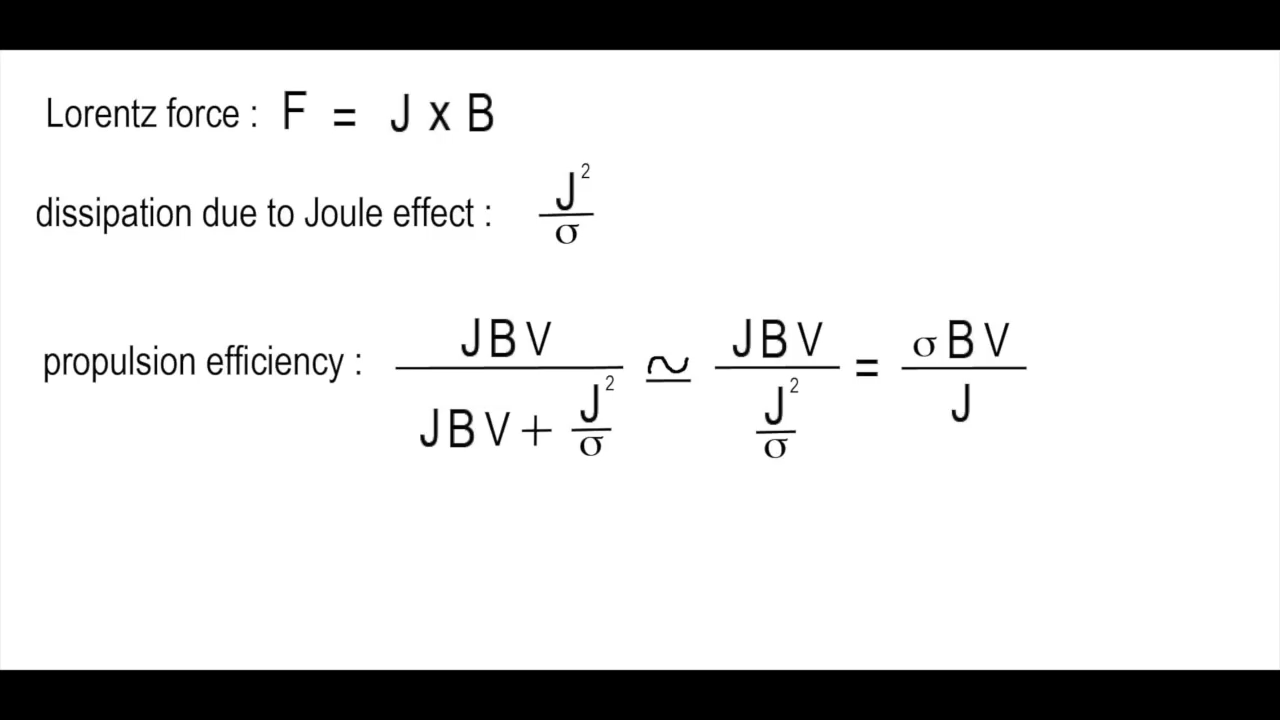 Lorentz force : F = J x B
dissipation due to Joule effect : J² / σ
propulsion efficiency : JBV / (JBV + J² / σ) ≃ JBV / (J² / σ) = σBV / J